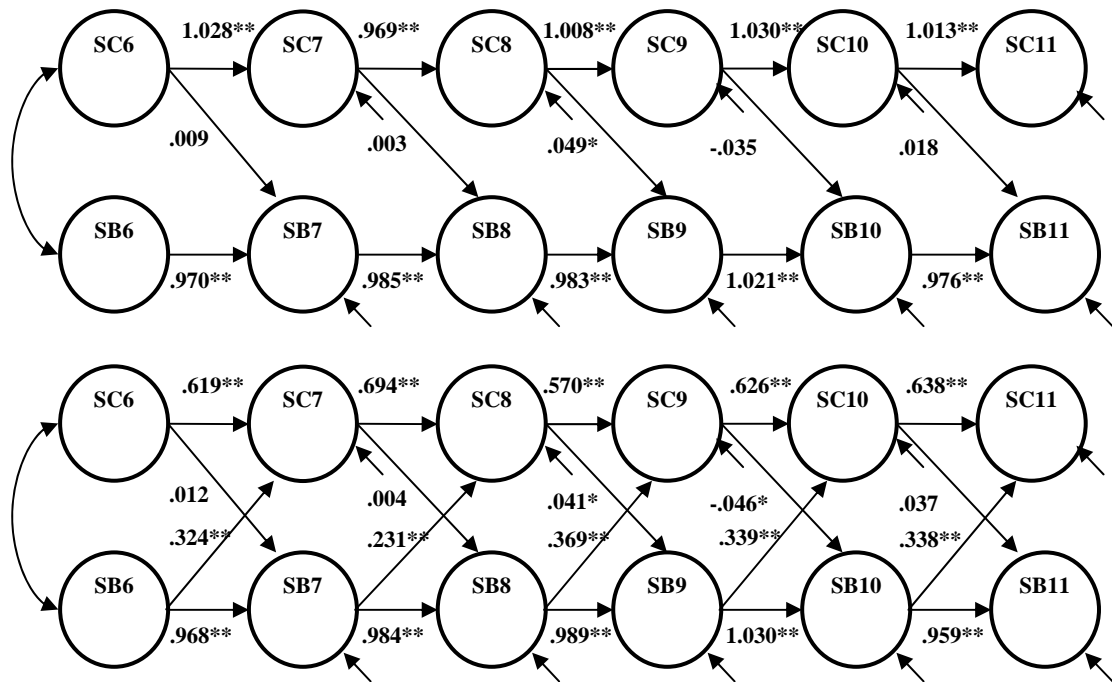 1.028** .969** 1.008** 1.030** 1.013**
SC6 SC7 SC8 SC9 SC10 SC11
.009 .003 .049* -.035 .018
SB6 SB7 SB8 SB9 SB10 SB11
.970** .985** .983** 1.021** .976**
.619** .694** .570** .626** .638**
SC6 SC7 SC8 SC9 SC10 SC11
.012 .004 .041* -.046* .037
.324** .231** .369** .339** .338**
SB6 SB7 SB8 SB9 SB10 SB11
.968** .984** .989** 1.030** .959**